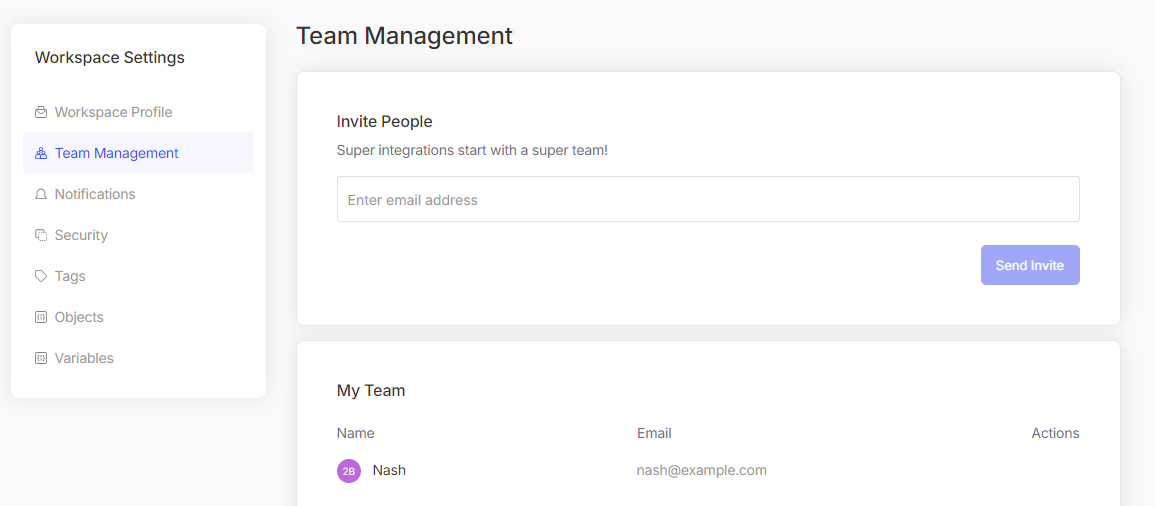 Workspace Settings
Workspace Profile
Team Management
Notifications
Security
Tags
Objects
Variables
Team Management
Invite People
Super integrations start with a super team!
Enter email address
Send Invite
My Team
Name Email Actions
2B Nash nash@example.com